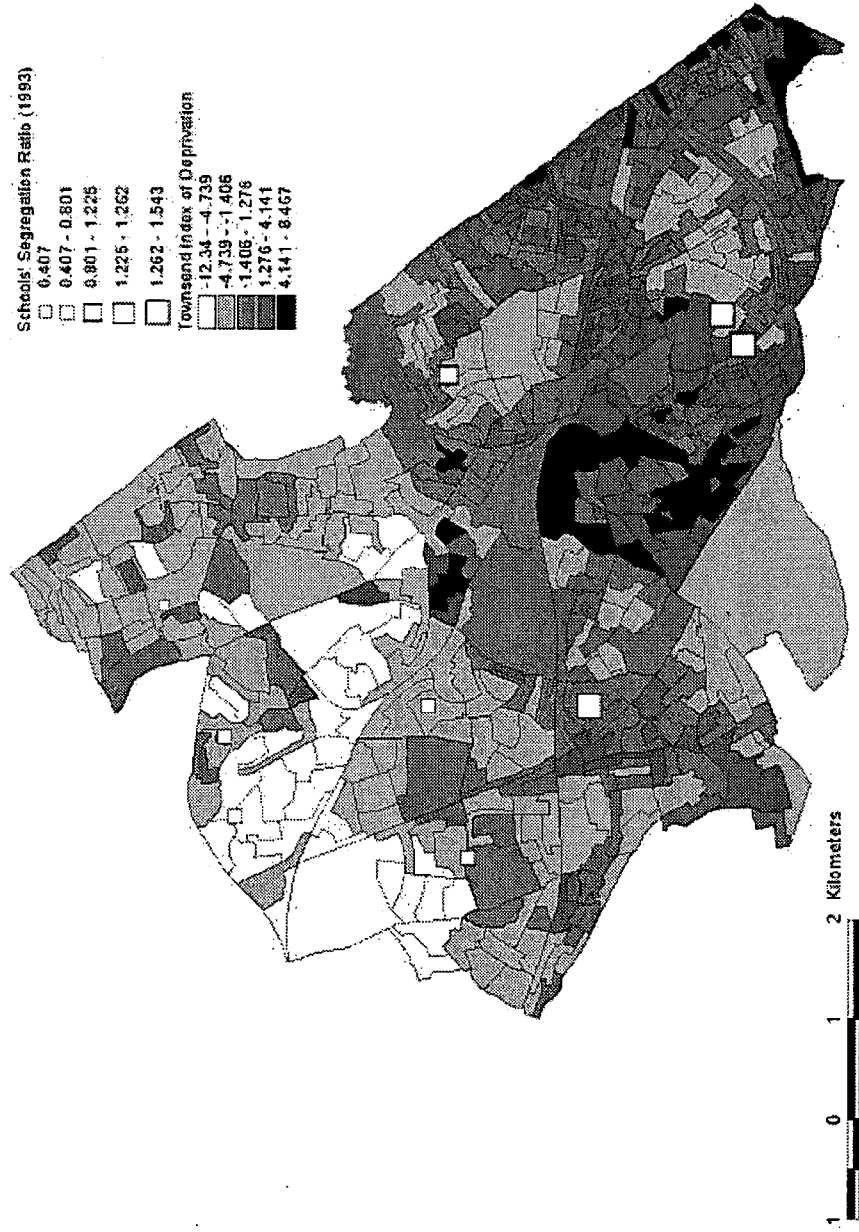 Schools' Segregation Ratio (1993)
0.407
0.407 - 0.801
0.801 - 1.225
1.225 - 1.262
1.262 - 1.543
Townsend Index of Deprivation
-12.34 - -4.739
-4.739 - -1.406
-1.406 - 1.276
1.276 - 4.141
4.141 - 8.467
1 0 1 2 Kilometers